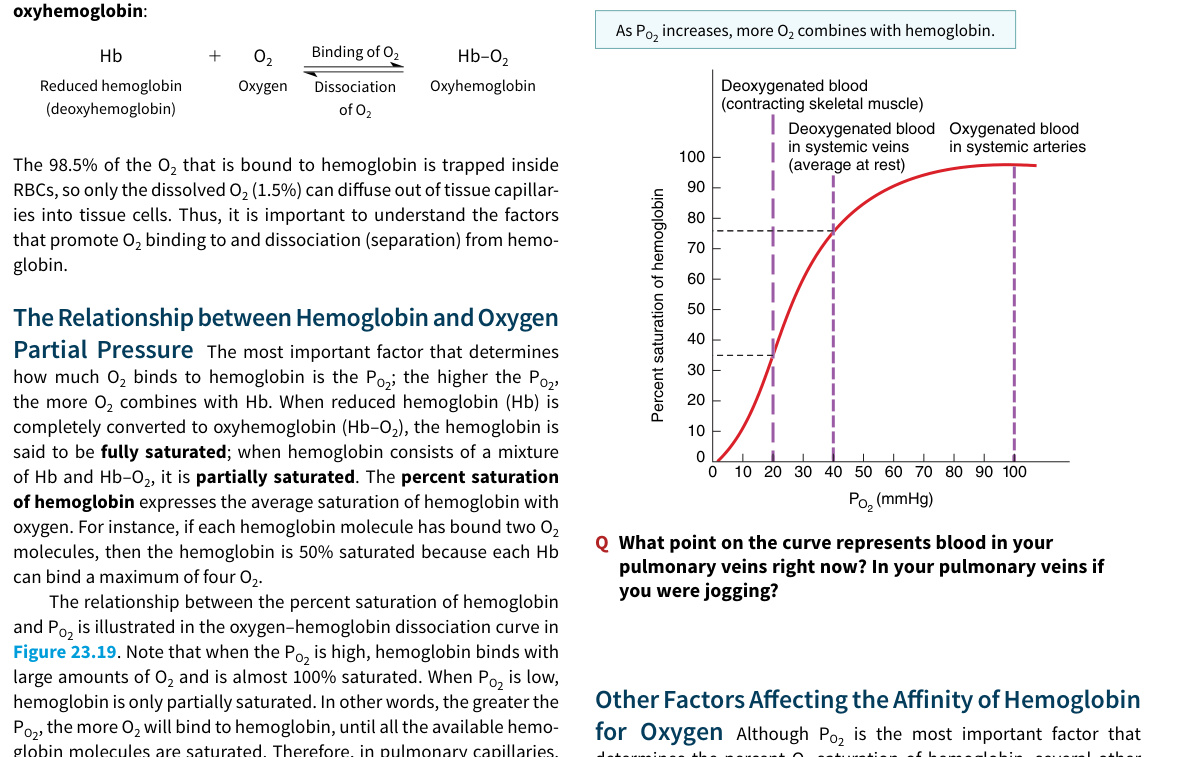 oxyhemoglobin:
Hb + O₂ Binding of O₂ Hb–O₂
Reduced hemoglobin Oxygen Dissociation Oxyhemoglobin
(deoxyhemoglobin) of O₂
The 98.5% of the O₂ that is bound to hemoglobin is trapped inside
RBCs, so only the dissolved O₂ (1.5%) can diffuse out of tissue capillar-
ies into tissue cells. Thus, it is important to understand the factors
that promote O₂ binding to and dissociation (separation) from hemo-
globin.
The Relationship between Hemoglobin and Oxygen
Partial Pressure The most important factor that determines
how much O₂ binds to hemoglobin is the PO₂; the higher the PO₂,
the more O₂ combines with Hb. When reduced hemoglobin (Hb) is
completely converted to oxyhemoglobin (Hb–O₂), the hemoglobin is
said to be fully saturated; when hemoglobin consists of a mixture
of Hb and Hb–O₂, it is partially saturated. The percent saturation
of hemoglobin expresses the average saturation of hemoglobin with
oxygen. For instance, if each hemoglobin molecule has bound two O₂
molecules, then the hemoglobin is 50% saturated because each Hb
can bind a maximum of four O₂.
The relationship between the percent saturation of hemoglobin
and PO₂ is illustrated in the oxygen–hemoglobin dissociation curve in
Figure 23.19. Note that when the PO₂ is high, hemoglobin binds with
large amounts of O₂ and is almost 100% saturated. When PO₂ is low,
hemoglobin is only partially saturated. In other words, the greater the
PO₂, the more O₂ will bind to hemoglobin, until all the available hemo-
globin molecules are saturated. Therefore, in pulmonary capillaries,
As PO₂ increases, more O₂ combines with hemoglobin.
Deoxygenated blood
(contracting skeletal muscle)
Deoxygenated blood
in systemic veins
(average at rest)
Oxygenated blood
in systemic arteries
Percent saturation of hemoglobin
100
90
80
70
60
50
40
30
20
10
0
0 10 20 30 40 50 60 70 80 90 100
PO₂ (mmHg)
Q What point on the curve represents blood in your
pulmonary veins right now? In your pulmonary veins if
you were jogging?
Other Factors Affecting the Affinity of Hemoglobin
for Oxygen Although PO₂ is the most important factor that
determines the percent O₂ saturation of hemoglobin, several other